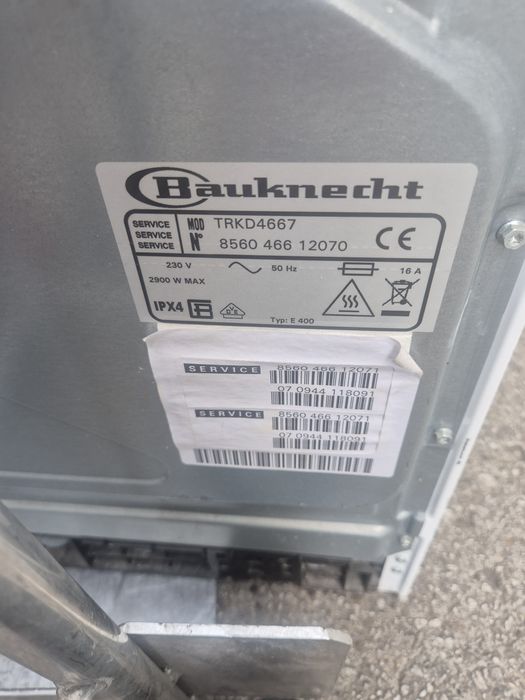 Bauknecht
SERVICE MOD TRKD4667
SERVICE
SERVICE N° 8560 466 12070 CE
230 V 50 Hz 16 A
2900 W MAX
IPX4
Typ: E 400
SERVICE 8560 466 12071
07 0944 118091
SERVICE 8560 466 12071
07 0944 118091